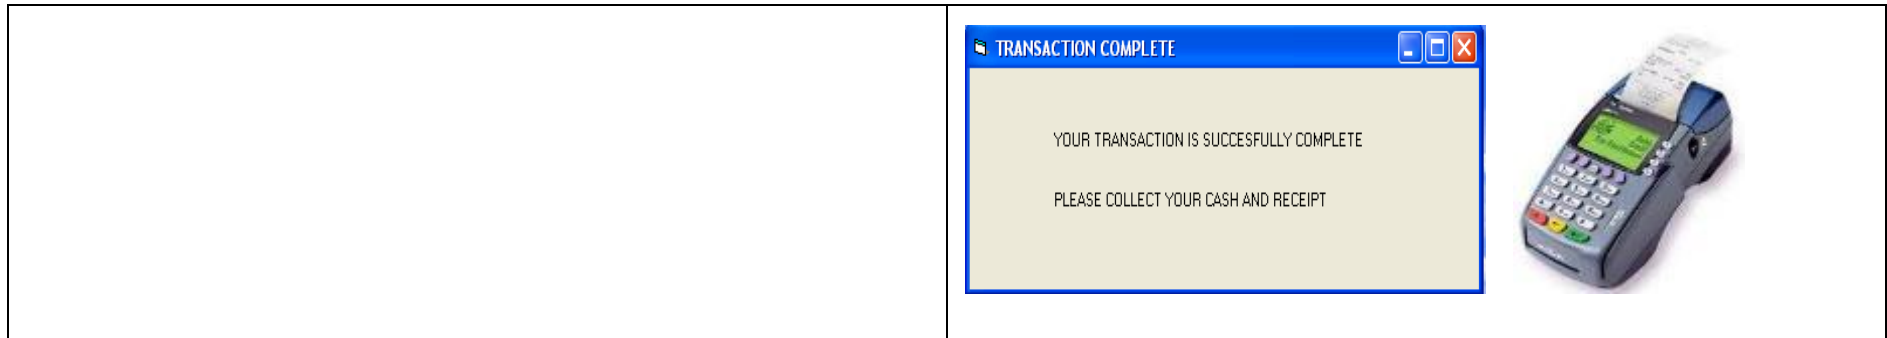 TRANSACTION COMPLETE
YOUR TRANSACTION IS SUCCESFULLY COMPLETE
PLEASE COLLECT YOUR CASH AND RECEIPT